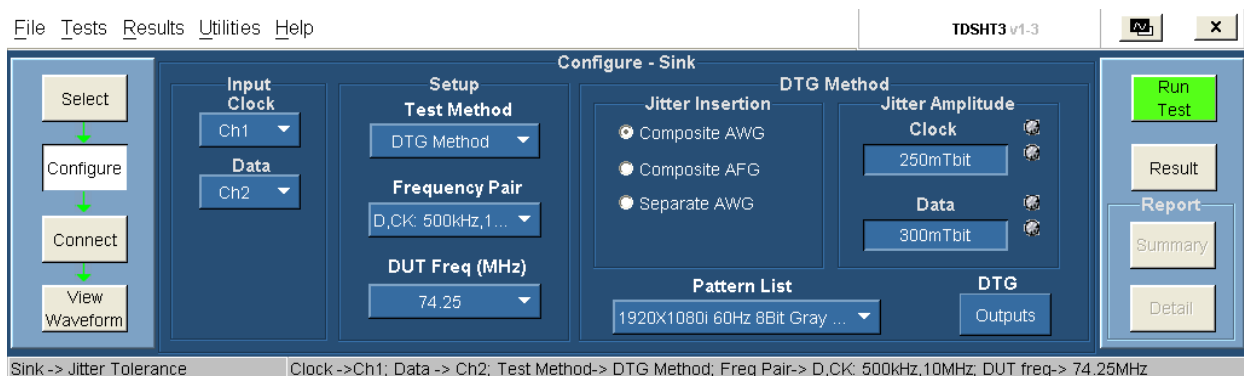 File Tests Results Utilities Help
TDSHT3 v1-3
x
Select
Configure
Connect
View
Waveform
Configure - Sink
Input
Clock
Ch1
Data
Ch2
Setup
Test Method
DTG Method
Frequency Pair
D,CK: 500kHz,1...
DUT Freq (MHz)
74.25
DTG Method
Jitter Insertion
Composite AWG
Composite AFG
Separate AWG
Jitter Amplitude
Clock
250mTbit
Data
300mTbit
Pattern List
1920X1080i 60Hz 8Bit Gray ...
DTG
Outputs
Run
Test
Result
Report
Summary
Detail
Sink -> Jitter Tolerance
Clock ->Ch1; Data -> Ch2; Test Method-> DTG Method; Freq Pair-> D,CK: 500kHz,10MHz; DUT freq-> 74.25MHz